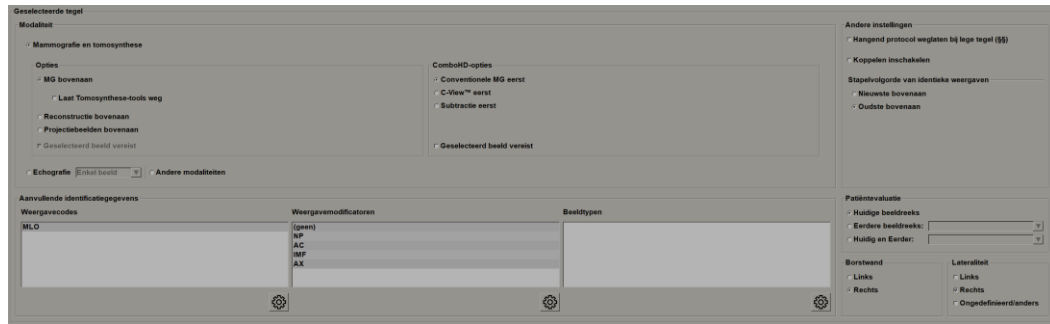 Geselecteerde tegel
Modaliteit
Mammografie en tomosynthese
Opties
MG bovenaan
Laat Tomosynthese-tools weg
Reconstructie bovenaan
Projectiebeelden bovenaan
Geselecteerd beeld vereist
ComboHD-opties
Conventionele MG eerst
C-View™ eerst
Subtractie eerst
Geselecteerd beeld vereist
Echografie Enkel beeld Andere modaliteiten
Andere instellingen
Hangend protocol weglaten bij lege tegel (§§)
Koppelen inschakelen
Stapelvolgorde van identieke weergaven
Nieuwste bovenaan
Oudste bovenaan
Aanvullende identificatiegegevens
Weergavecodes
MLO
Weergavemodificatoren
(geen)
NP
AC
IMF
AX
Beeldtypen
Patiëntevaluatie
Huidige beeldreeks
Eerdere beeldreeks:
Huidig en Eerder:
Borstwand
Links
Rechts
Lateraliteit
Links
Rechts
Ongedefinieerd/anders